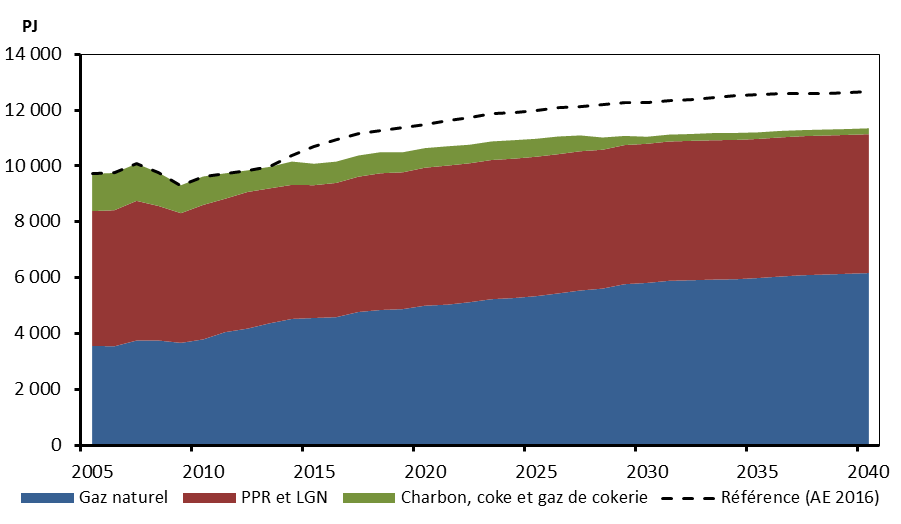 PJ
14 000
12 000
10 000
8 000
6 000
4 000
2 000
0
2005 2010 2015 2020 2025 2030 2035 2040
Gaz naturel PPR et LGN Charbon, coke et gaz de cokerie Référence (AE 2016)